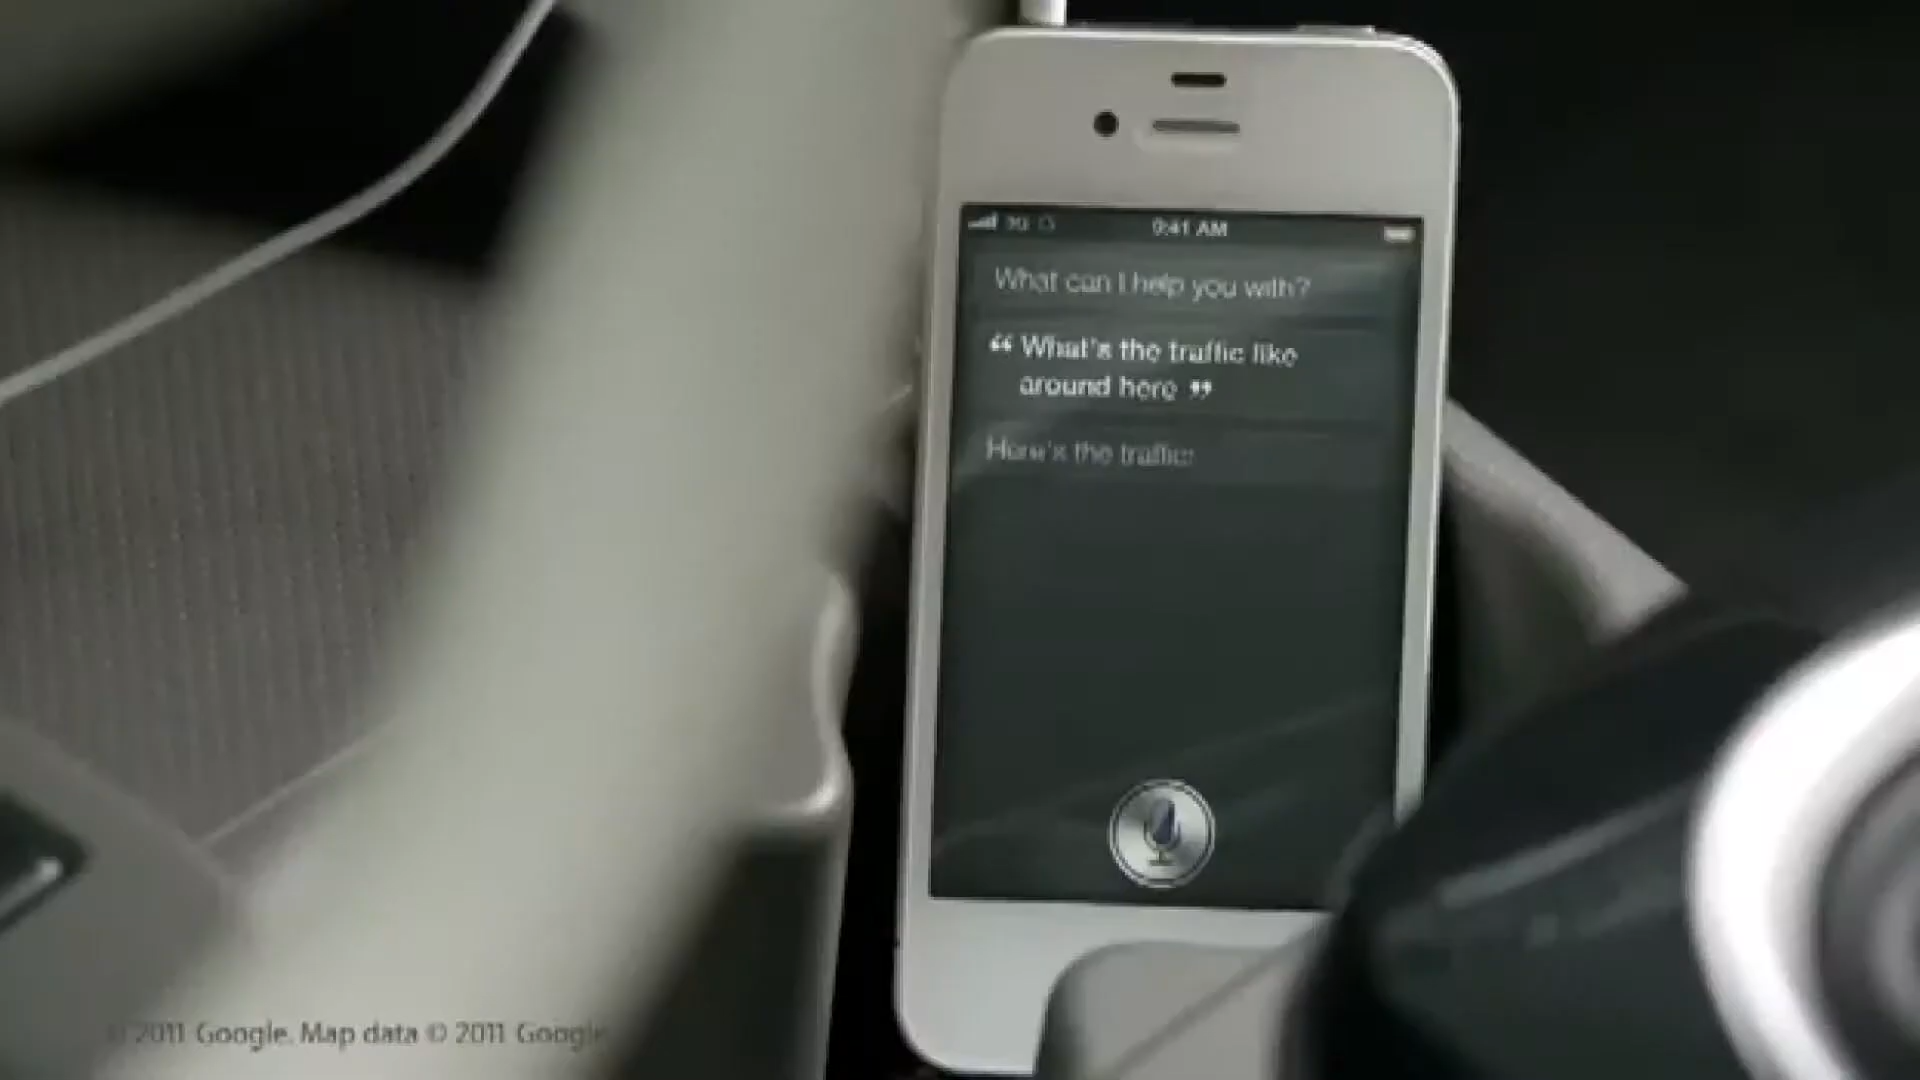 3G 9:41 AM
What can I help you with?
“ What's the traffic like
around here ”
Here's the traffic:
© 2011 Google. Map data © 2011 Google